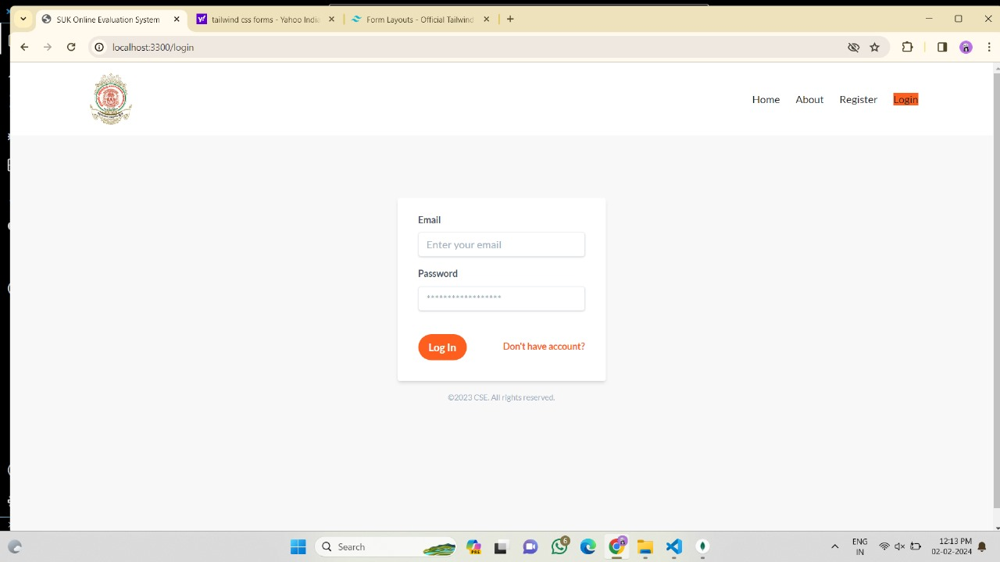 SUK Online Evaluation System
tailwind css forms - Yahoo India
Form Layouts - Official Tailwind
localhost:3300/login
Home
About
Register
Login
Email
Enter your email
Password
******************
Log In
Don't have account?
©2023 CSE. All rights reserved.
Search
PRE
6
ENG
IN
12:13 PM
02-02-2024